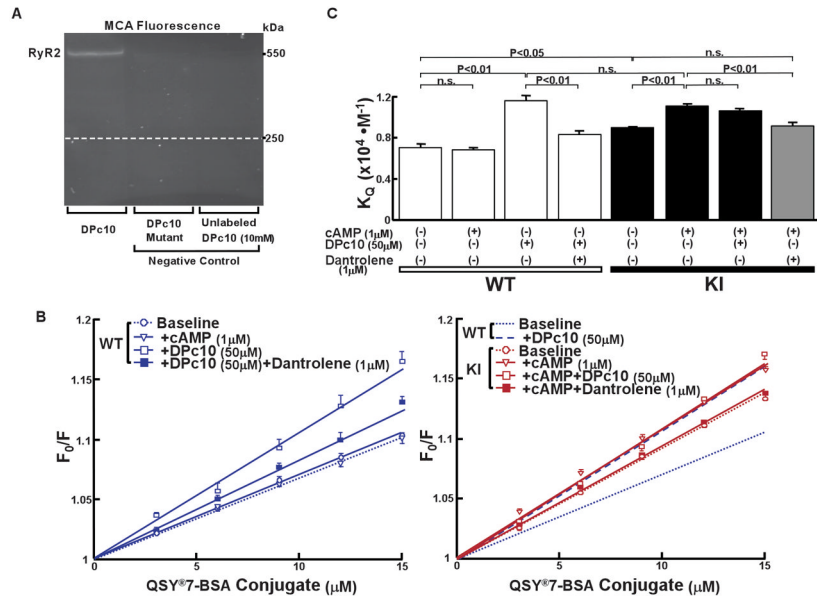 A
MCA Fluorescence
kDa
RyR2
550
250
DPc10
DPc10 Mutant
Unlabeled DPc10 (10mM)
Negative Control
C
P<0.05
n.s.
P<0.01
n.s.
P<0.01
n.s.
P<0.01
P<0.01
n.s.
1.2
0.8
0.4
0
KQ (x10⁴ •M⁻¹)
cAMP (1μM) (-) (+) (-) (-) (-) (+) (+) (+)
DPc10 (50μM) (-) (-) (+) (+) (-) (-) (+) (-)
Dantrolene (1μM) (-) (-) (-) (+) (-) (-) (-) (+)
WT
KI
B
WT
Baseline
+cAMP (1μM)
+DPc10 (50μM)
+DPc10 (50μM)+Dantrolene (1μM)
1.2
1.15
1.1
1.05
1
F0/F
0
5
10
15
QSY®7-BSA Conjugate (μM)
WT
Baseline
+DPc10 (50μM)
KI
Baseline
+cAMP (1μM)
+cAMP+DPc10 (50μM)
+cAMP+Dantrolene (1μM)
1.2
1.15
1.1
1.05
1
F0/F
0
5
10
15
QSY®7-BSA Conjugate (μM)